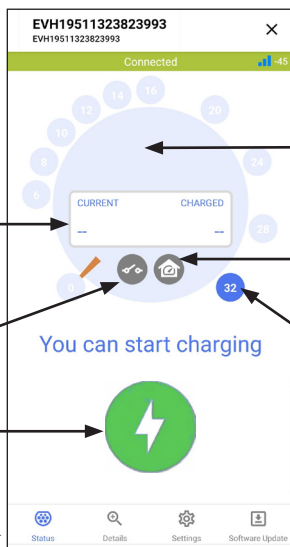 EVH19511323823993
EVH19511323823993
Connected
-45
14
16
12
20
10
8
24
6
CURRENT
CHARGED
28
--
--
0
32
You can start charging
Status
Details
Settings
Software Update